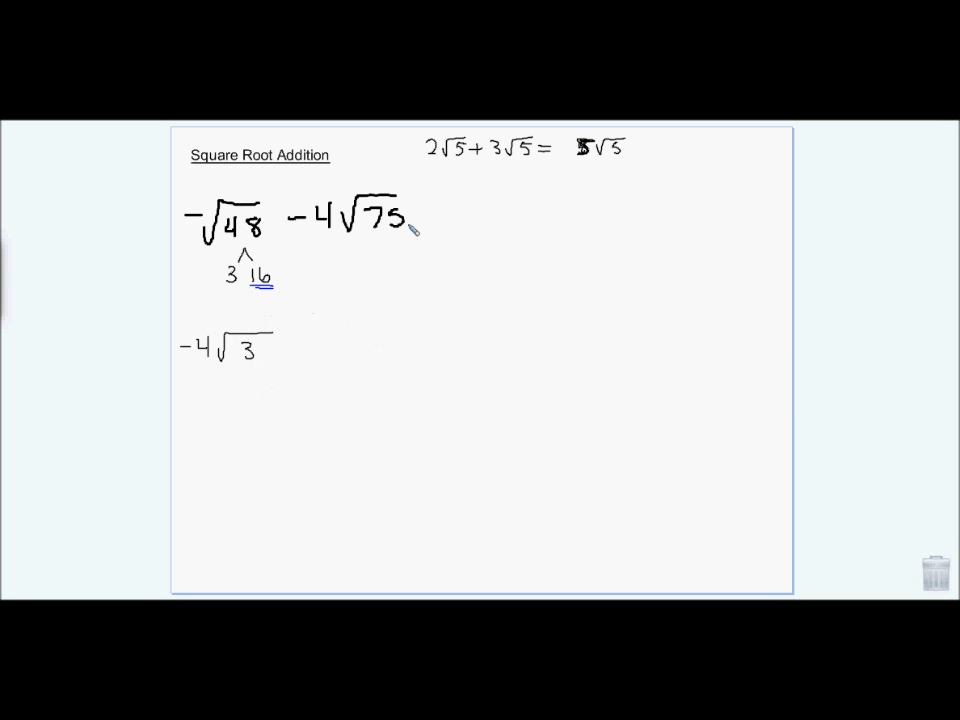 Square Root Addition
2√5 + 3√5 = 5√5
-√48 - 4√75
3 16
-4√3